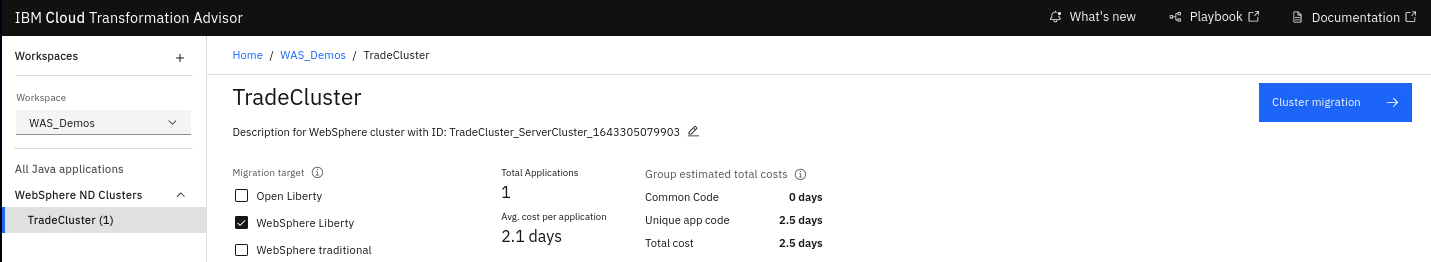 IBM Cloud Transformation Advisor
What's new
Playbook
Documentation
Workspaces
Workspace
WAS_Demos
All Java applications
WebSphere ND Clusters
TradeCluster (1)
Home / WAS_Demos / TradeCluster
TradeCluster
Cluster migration
Description for WebSphere cluster with ID: TradeCluster_ServerCluster_1643305079903
Migration target
Open Liberty
WebSphere Liberty
WebSphere traditional
Total Applications
1
Avg. cost per application
2.1 days
Group estimated total costs
Common Code 0 days
Unique app code 2.5 days
Total cost 2.5 days